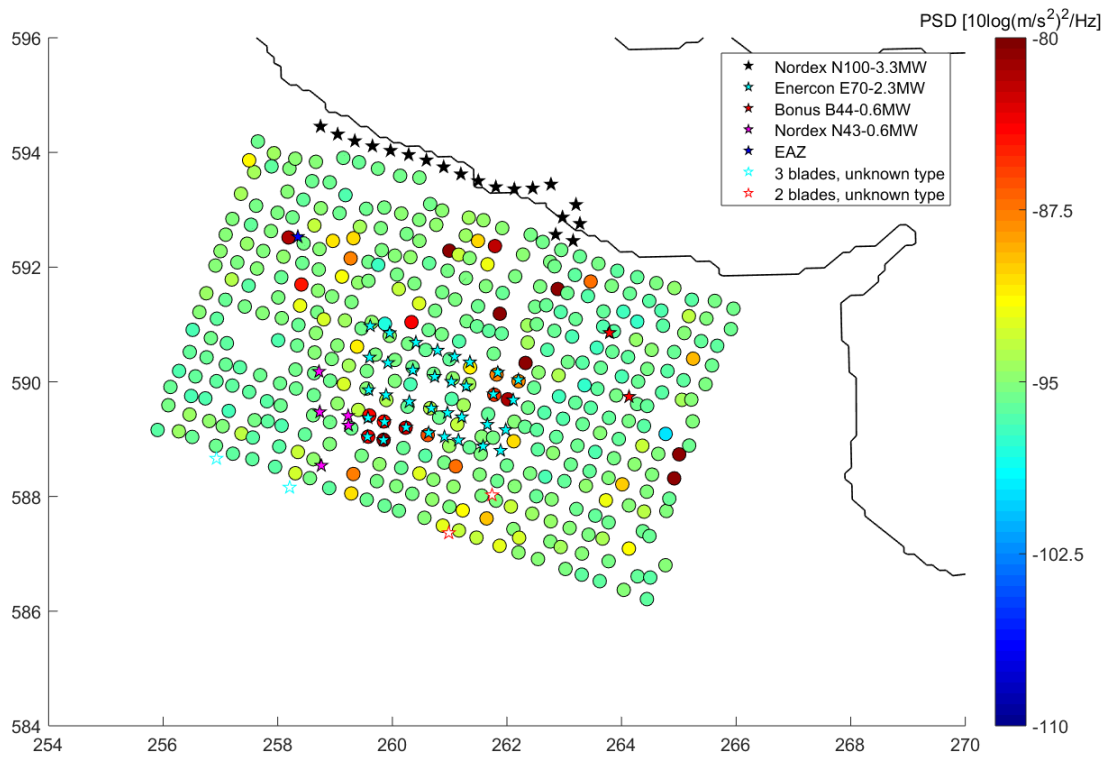 PSD [10log(m/s²)²/Hz]
596
594
592
590
588
586
584
254
256
258
260
262
264
266
268
270
Nordex N100-3.3MW
Enercon E70-2.3MW
Bonus B44-0.6MW
Nordex N43-0.6MW
EAZ
3 blades, unknown type
2 blades, unknown type
-80
-87.5
-95
-102.5
-110